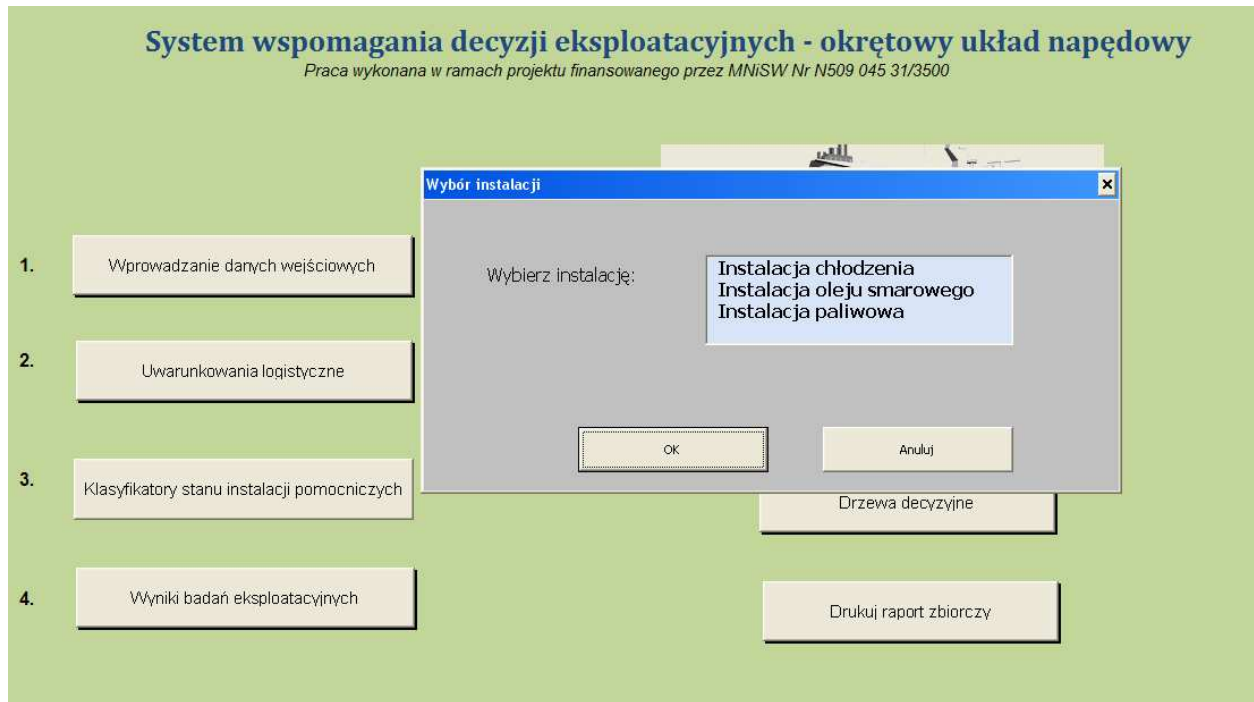 System wspomagania decyzji eksploatacyjnych - okrętowy układ napędowy
Praca wykonana w ramach projektu finansowanego przez MNiSW Nr N509 045 31/3500
Wybór instalacji
Wybierz instalację:
Instalacja chłodzenia
Instalacja oleju smarowego
Instalacja paliwowa
OK
Anuluj
1.
Wprowadzanie danych wejściowych
2.
Uwarunkowania logistyczne
3.
Klasyfikatory stanu instalacji pomocniczych
Drzewa decyzyjne
4.
Wyniki badań eksploatacyjnych
Drukuj raport zbiorczy